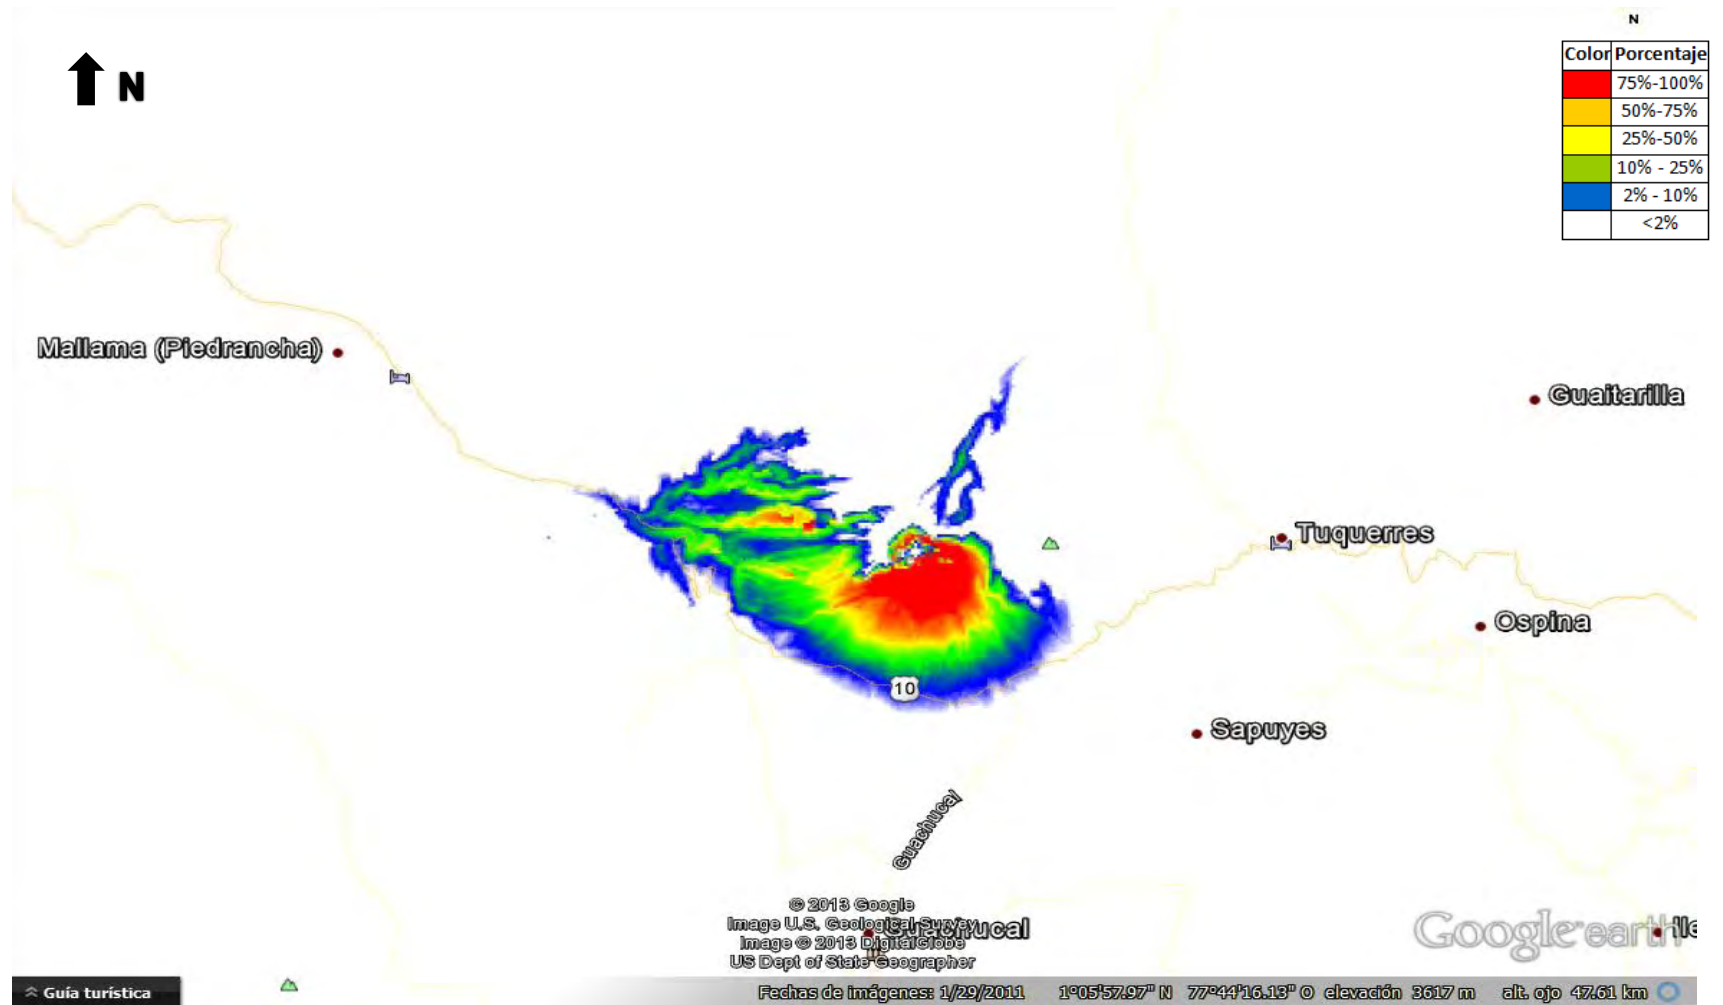 N
N
Color Porcentaje
75%-100%
50%-75%
25%-50%
10% - 25%
2% - 10%
<2%
Mallama (Piedrancha)
Guaitarilla
Tuquerres
Ospina
10
Sapuyes
Guachucal
© 2013 Google
Image U.S. Geological Survey
Guachucal
Image © 2013 DigitalGlobe
US Dept of State Geographer
Google earth
Guía turística
Fechas de imágenes: 1/29/2011 1°05'57.97" N 77°44'16.13" O elevación 3617 m alt. ojo 47.61 km